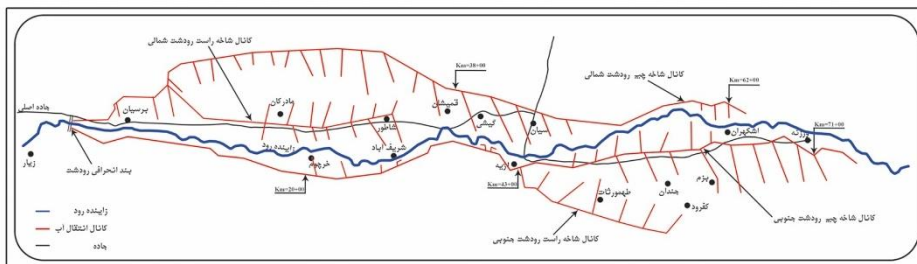 کانال شاخه راست رودشت شمالی
Km=38+00
کانال شاخه چپ رودشت شمالی
Km=62+00
جاده اصلی
برسیان
مادرکان
شاطور
قمیشان
گیشی
سیان
اشکهران
ورزنه
Km=71+00
زیار
بند انحرافی رودشت
زاینده رود
خرچیم
شریف آباد
ازیه
Km=20+00
Km=43+00
طهمورثات
هندان
پزم
کفرود
کانال شاخه راست رودشت جنوبی
کانال شاخه چپ رودشت جنوبی
زاینده رود
کانال انتقال آب
جاده